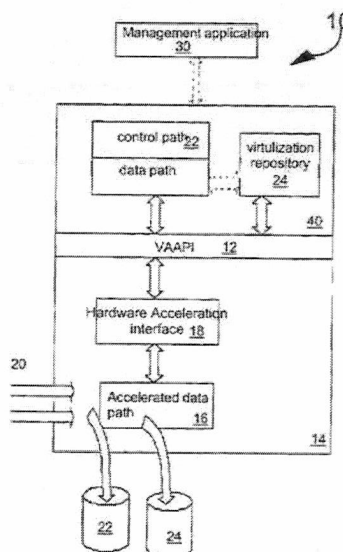 10
Management application
30
control path 22
data path
virtulization
repository
24
40
VAAPI 12
Hardware Acceleration
interface 18
20
Accelerated data
path 16
14
22
24